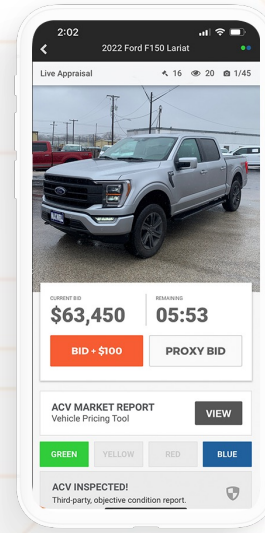 2:02
2022 Ford F150 Lariat
Live Appraisal 16 20 1/45
CURRENT BID REMAINING
$63,450 05:53
BID + $100 PROXY BID
ACV MARKET REPORT
Vehicle Pricing Tool
VIEW
GREEN YELLOW RED BLUE
ACV INSPECTED!
Third-party, objective condition report.